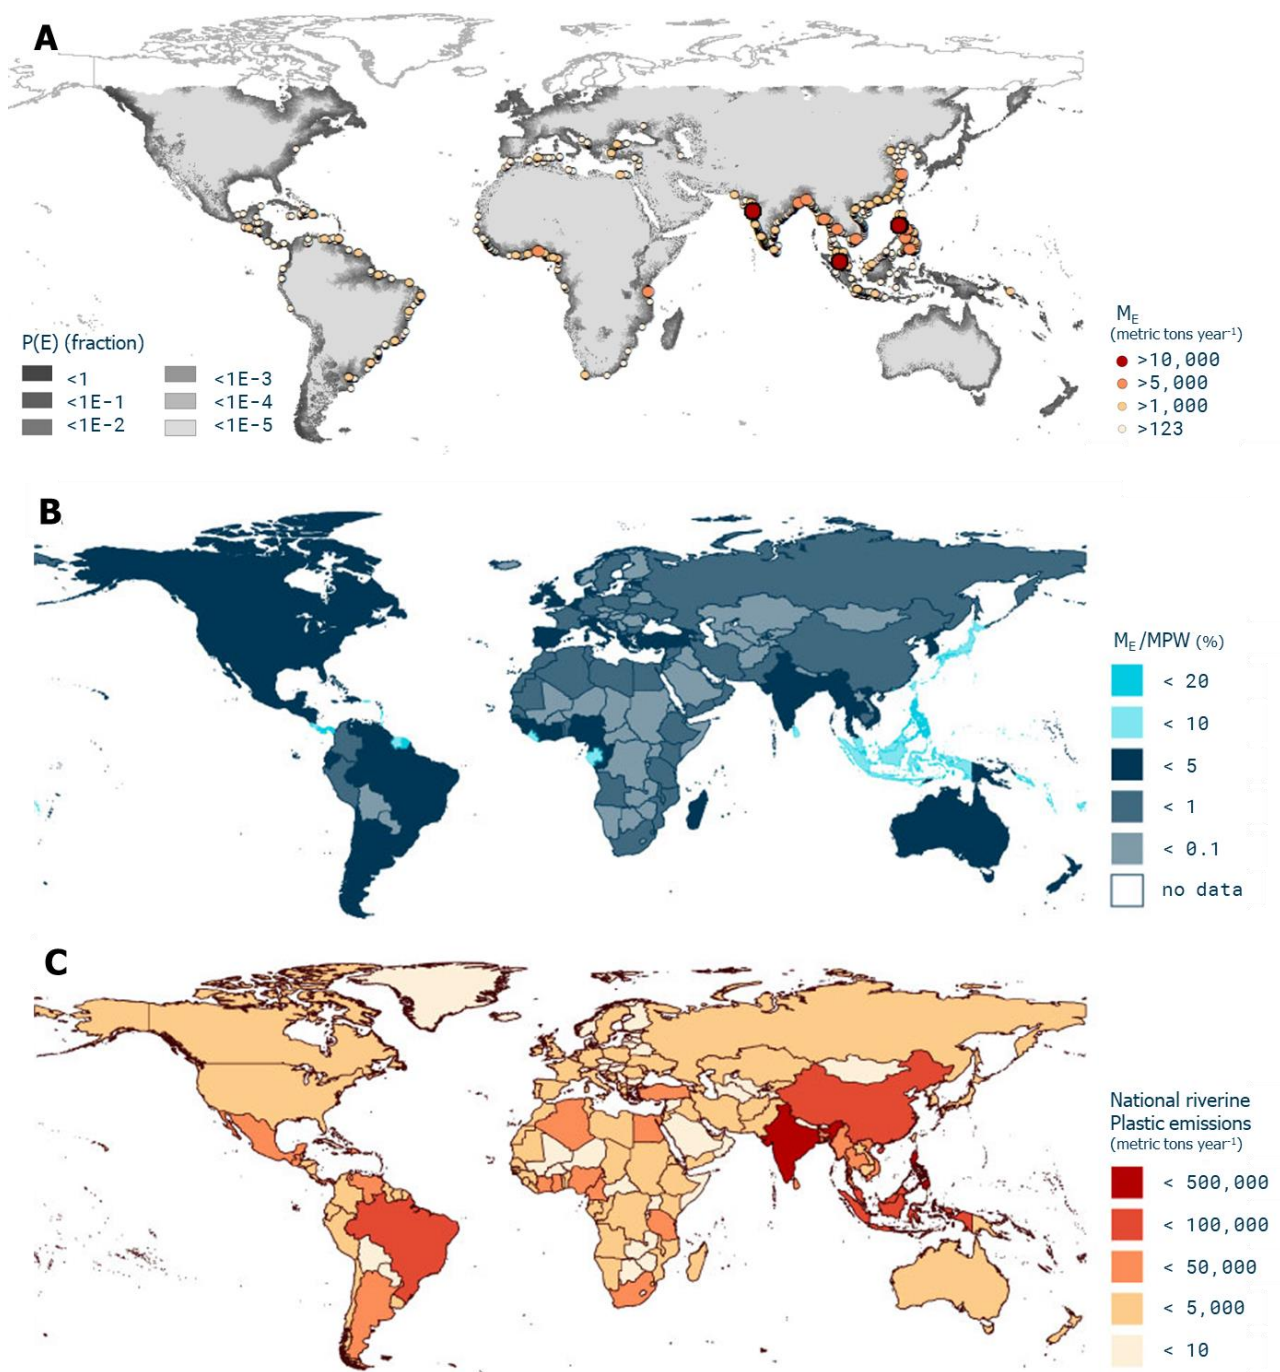 A
P(E) (fraction)
<1
<1E-3
<1E-1
<1E-4
<1E-2
<1E-5
M_E
(metric tons year⁻¹)
>10,000
>5,000
>1,000
>123
B
M_E/MPW (%)
< 20
< 10
< 5
< 1
< 0.1
no data
C
National riverine
Plastic emissions
(metric tons year⁻¹)
< 500,000
< 100,000
< 50,000
< 5,000
< 10